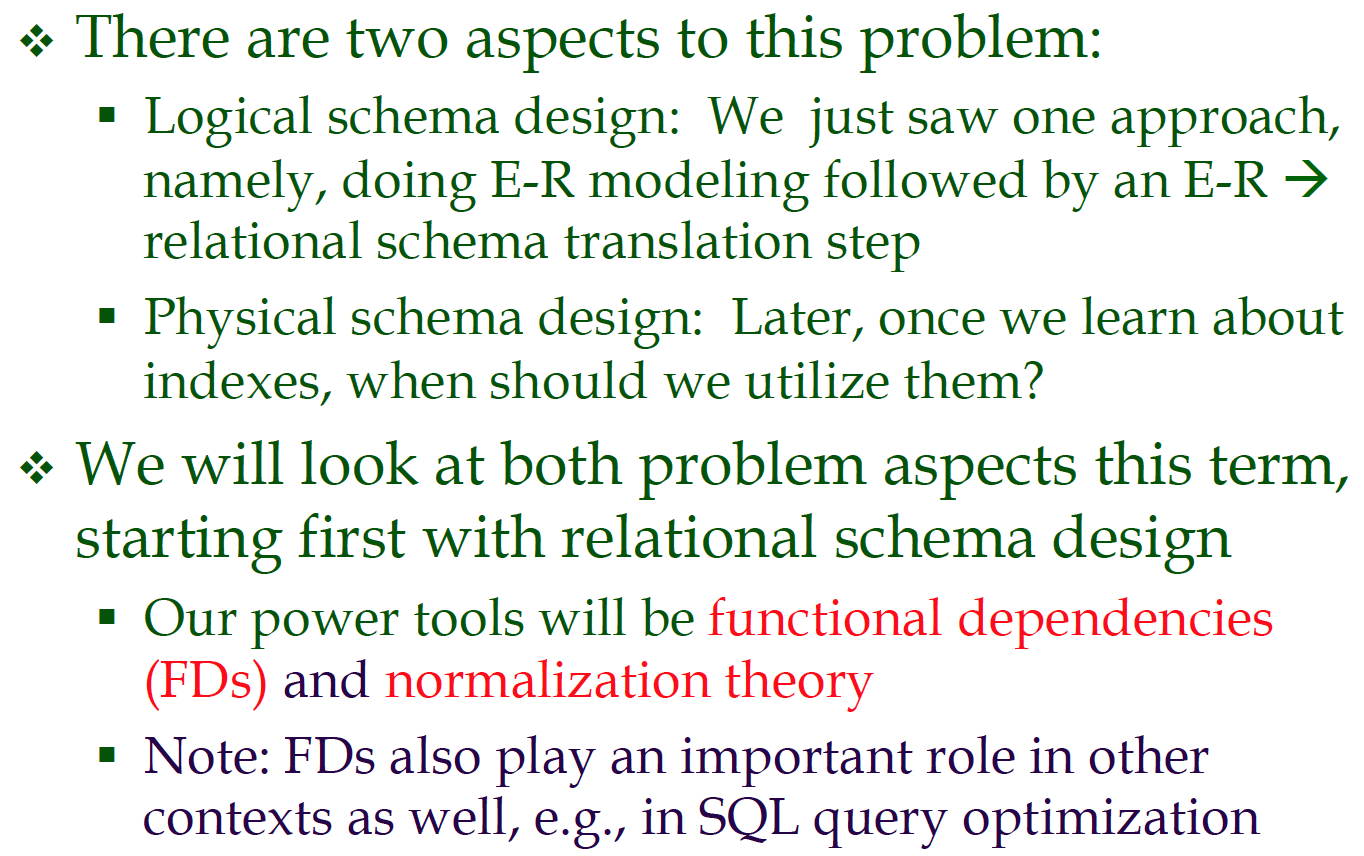 ❖ There are two aspects to this problem:
▪ Logical schema design: We just saw one approach,
namely, doing E-R modeling followed by an E-R →
relational schema translation step
▪ Physical schema design: Later, once we learn about
indexes, when should we utilize them?
❖ We will look at both problem aspects this term,
starting first with relational schema design
▪ Our power tools will be functional dependencies
(FDs) and normalization theory
▪ Note: FDs also play an important role in other
contexts as well, e.g., in SQL query optimization